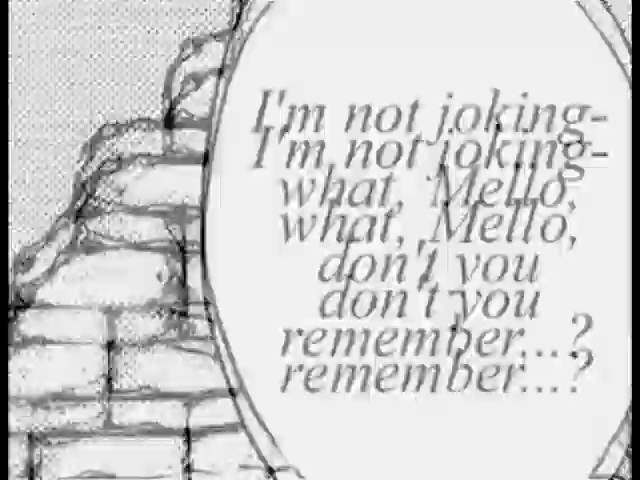 I'm not joking-
I'm not joking-
what, Mello,
what, Mello,
don't you
don't you
remember...?
remember...?